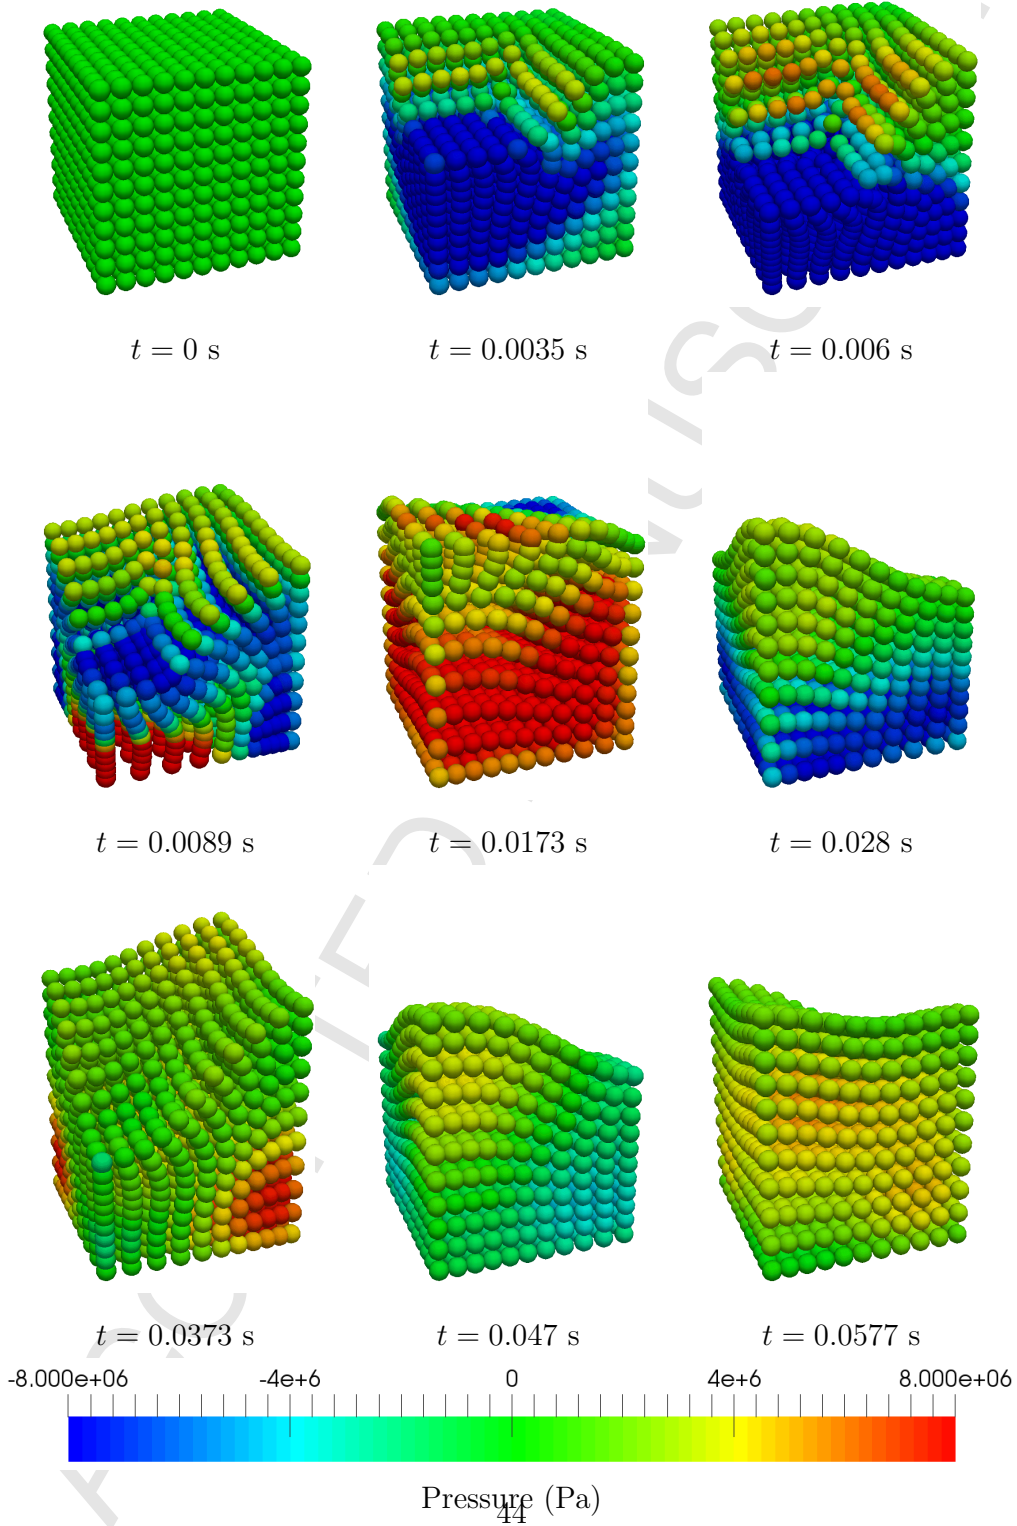 t = 0 s
t = 0.0035 s
t = 0.006 s
t = 0.0089 s
t = 0.0173 s
t = 0.028 s
t = 0.0373 s
t = 0.047 s
t = 0.0577 s
-8.000e+06 -4e+6 0 4e+6 8.000e+06
Pressure (Pa)
44